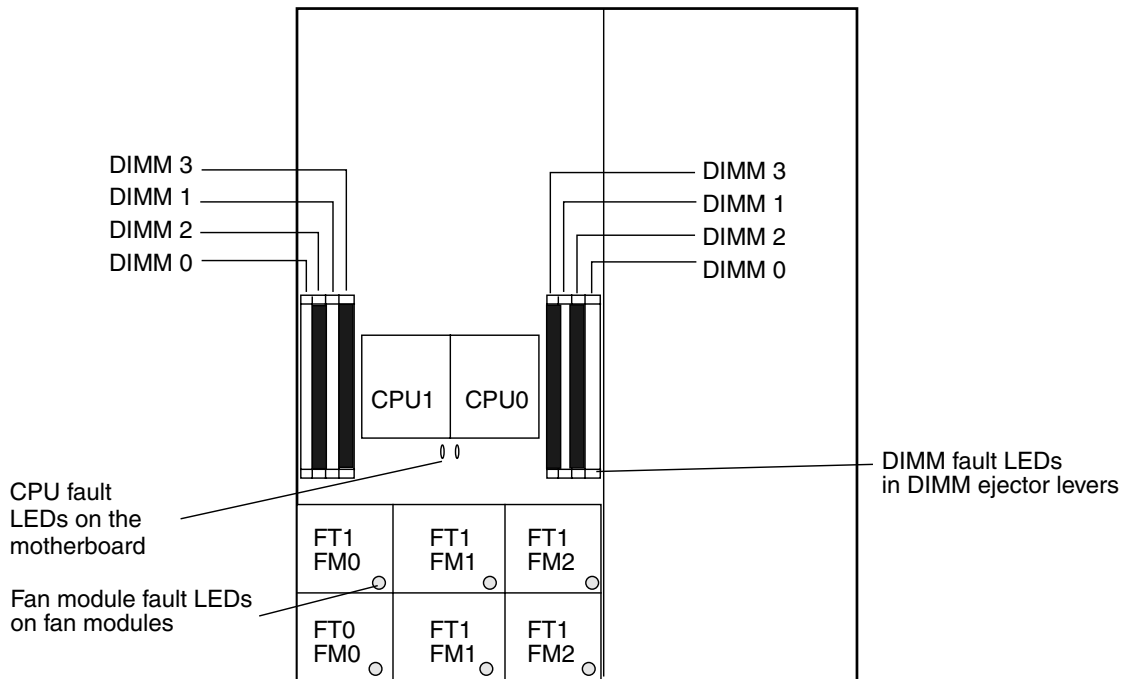 DIMM 3
DIMM 1
DIMM 2
DIMM 0
DIMM 3
DIMM 1
DIMM 2
DIMM 0
CPU1
CPU0
CPU fault
LEDs on the
motherboard
DIMM fault LEDs
in DIMM ejector levers
FT1
FM0
FT1
FM1
FT1
FM2
Fan module fault LEDs
on fan modules
FT0
FM0
FT1
FM1
FT1
FM2